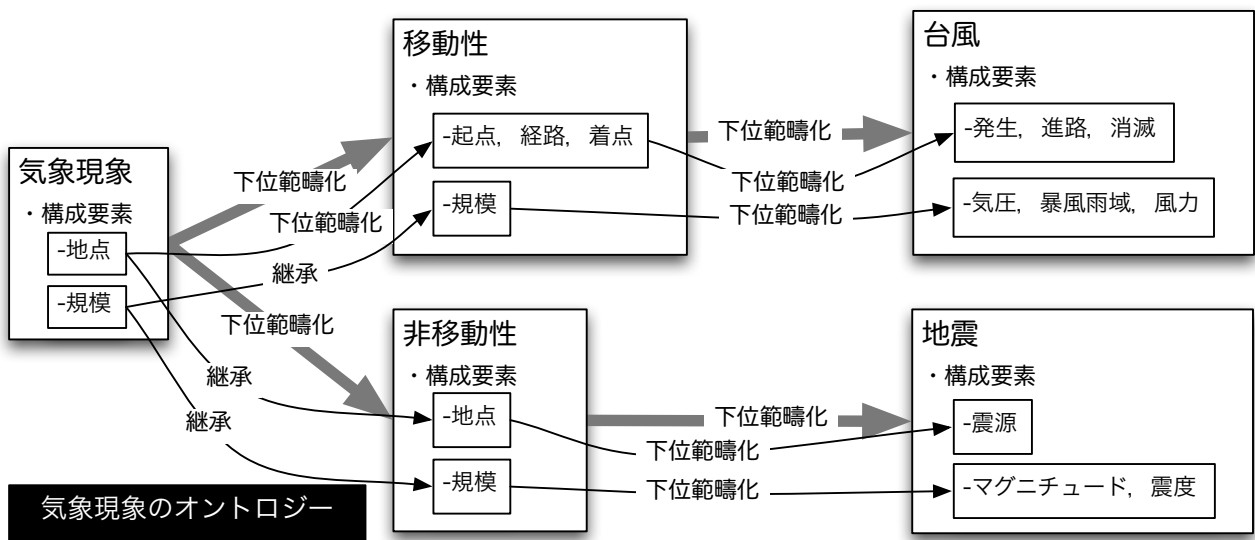 気象現象
・構成要素
-地点
-規模
下位範疇化
下位範疇化
継承
下位範疇化
継承
継承
移動性
・構成要素
-起点, 経路, 着点
-規模
下位範疇化
下位範疇化
下位範疇化
台風
・構成要素
-発生, 進路, 消滅
-気圧, 暴風雨域, 風力
非移動性
・構成要素
-地点
-規模
下位範疇化
下位範疇化
下位範疇化
地震
・構成要素
-震源
-マグニチュード, 震度
気象現象のオントロジー